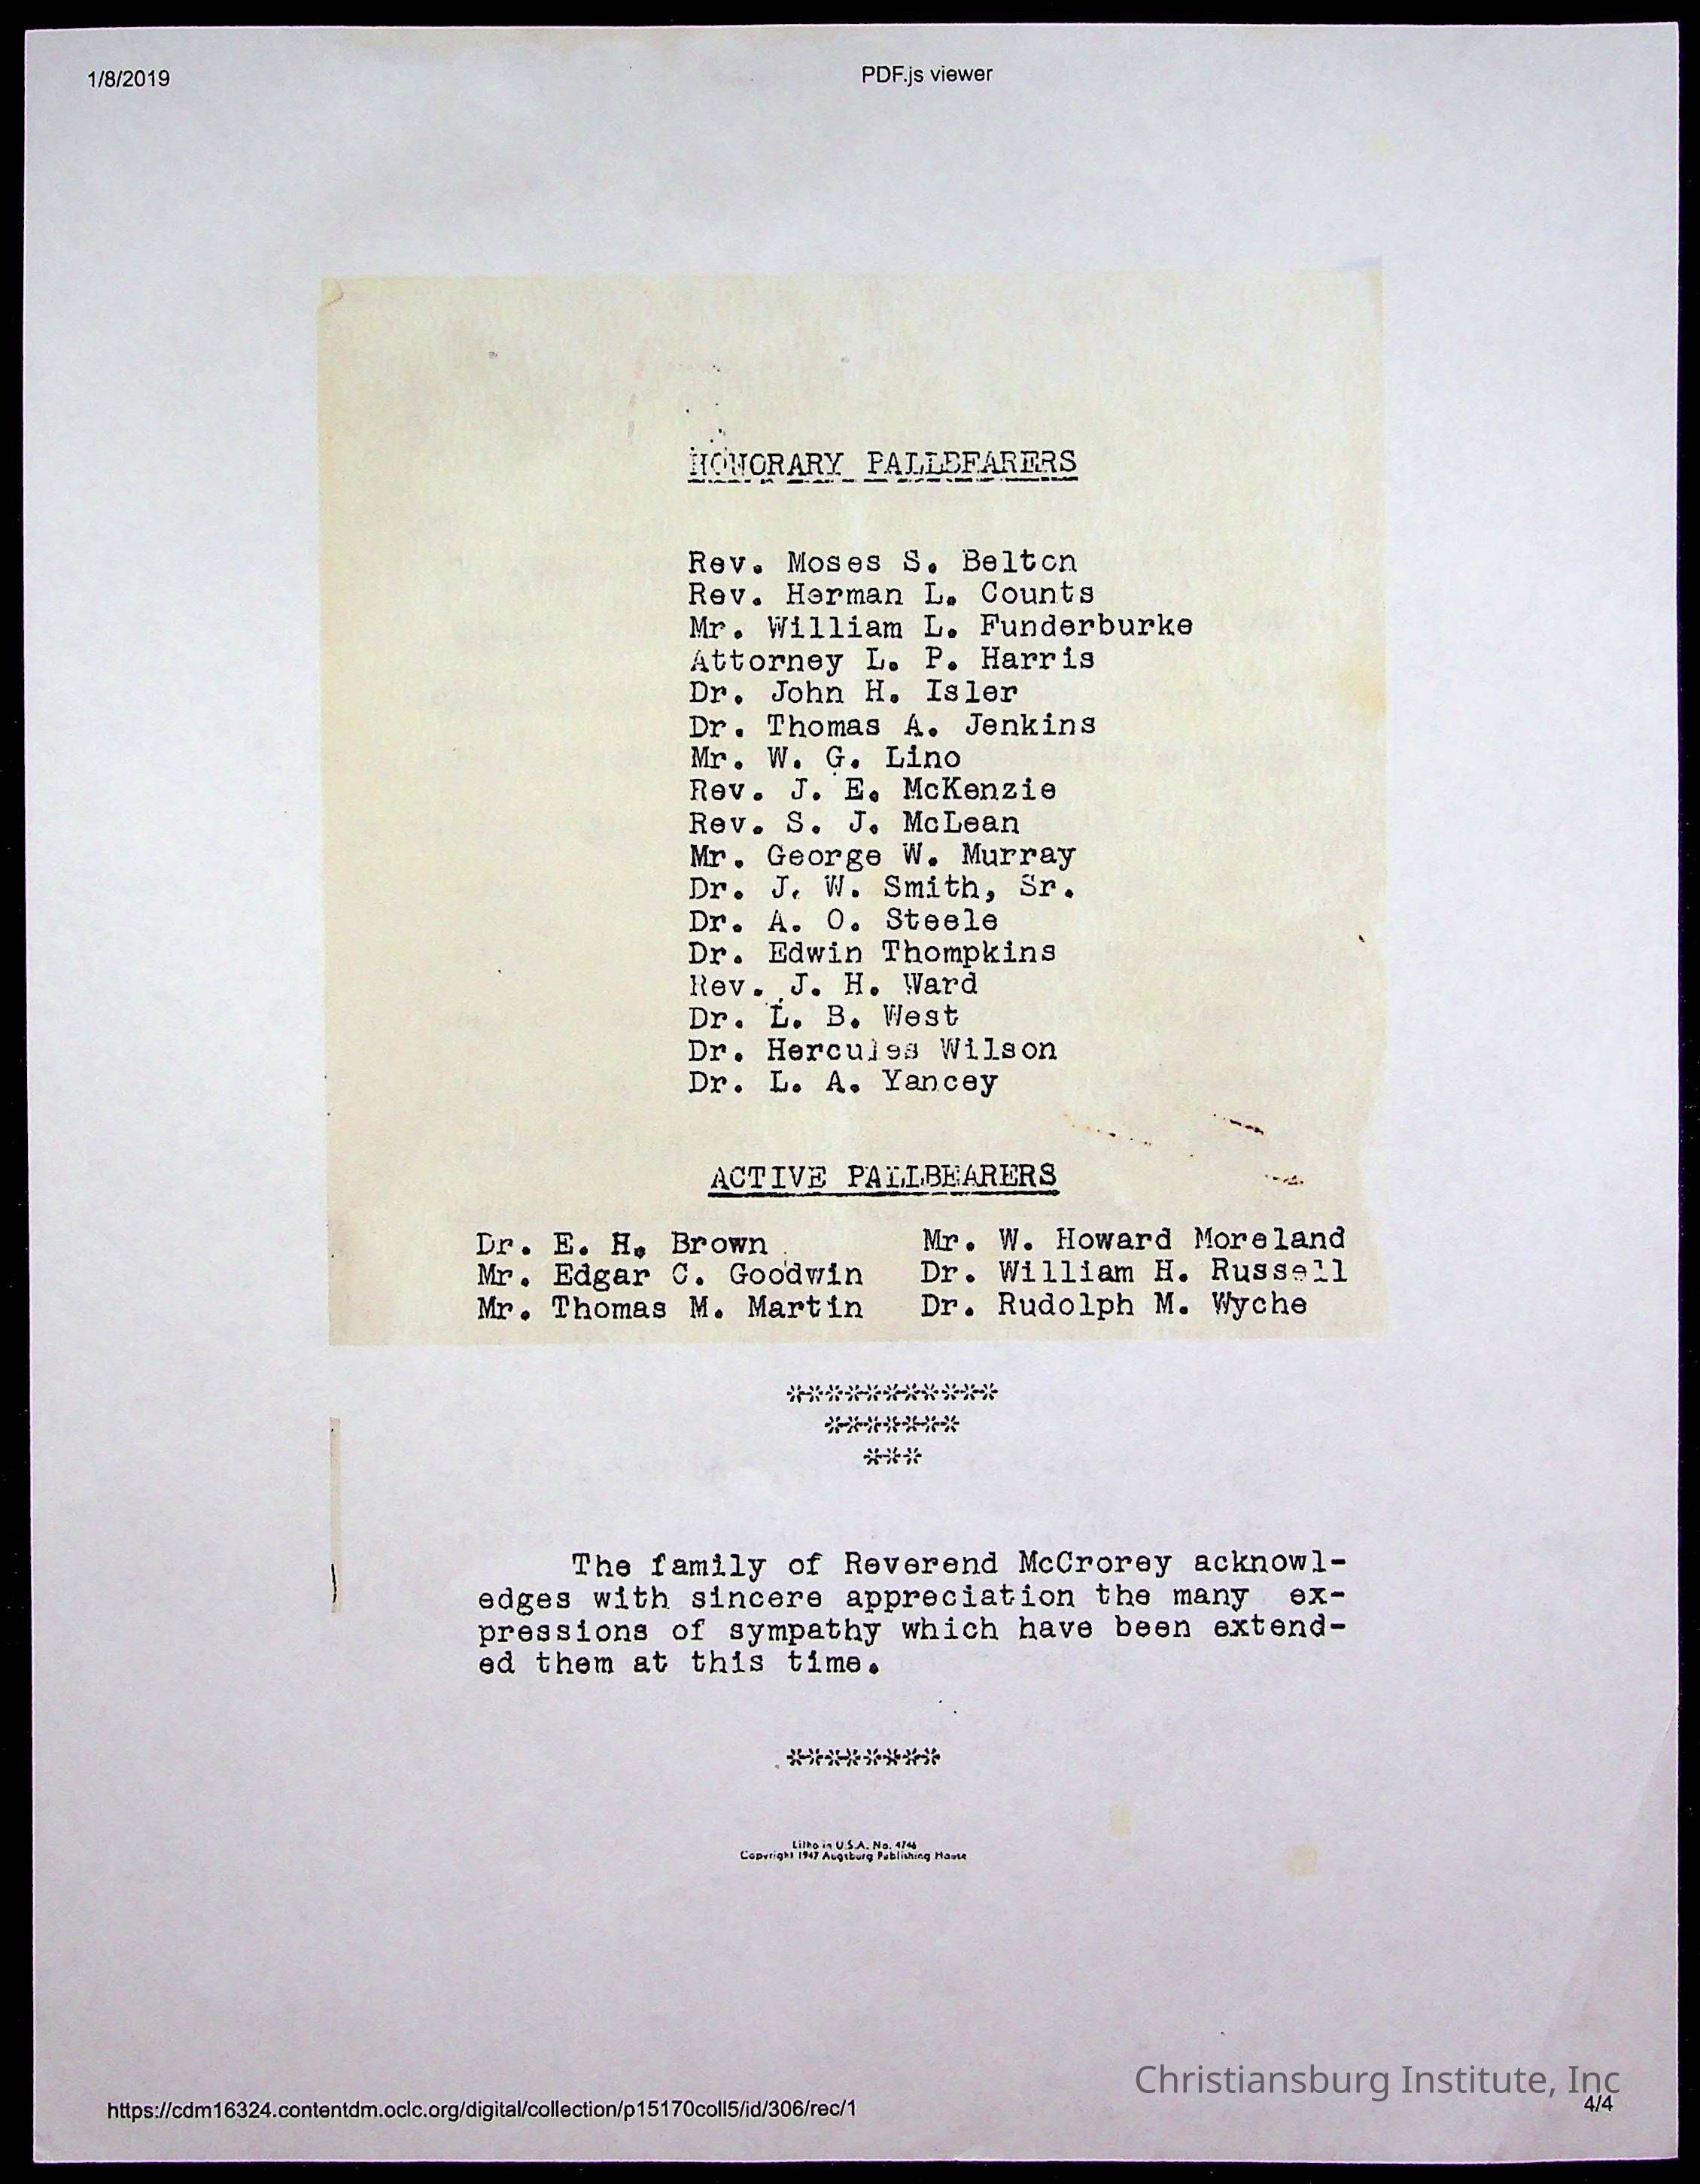 1/8/2019
PDF.js viewer
HONORARY PALLBEARERS
Rev. Moses S. Belton
Rev. Herman L. Counts
Mr. William L. Funderburke
Attorney L. P. Harris
Dr. John H. Isler
Dr. Thomas A. Jenkins
Mr. W. G. Line
Rev. J. E. McKenzie
Rev. S. J. McLean
Mr. George W. Murray
Dr. J. W. Smith, Sr.
Dr. A. O. Steele
Dr. Edwin Thompkins
Rev. J. H. Ward
Dr. L. B. West
Dr. Hercules Wilson
Dr. L. A. Yancey
ACTIVE PALLBEARERS
Dr. E. H. Brown Mr. W. Howard Moreland
Mr. Edgar C. Goodwin Dr. William H. Russell
Mr. Thomas M. Martin Dr. Rudolph M. Wyche
***********
*******
***
The family of Reverend McCrorey acknowl-
edges with sincere appreciation the many ex-
pressions of sympathy which have been extend-
ed them at this time.
********
Litho in U.S.A. No. 4746
Copyright 1947 Augsburg Publishing House
Christiansburg Institute, Inc
https://cdm16324.contentdm.oclc.org/digital/collection/p15170coll5/id/306/rec/1
4/4